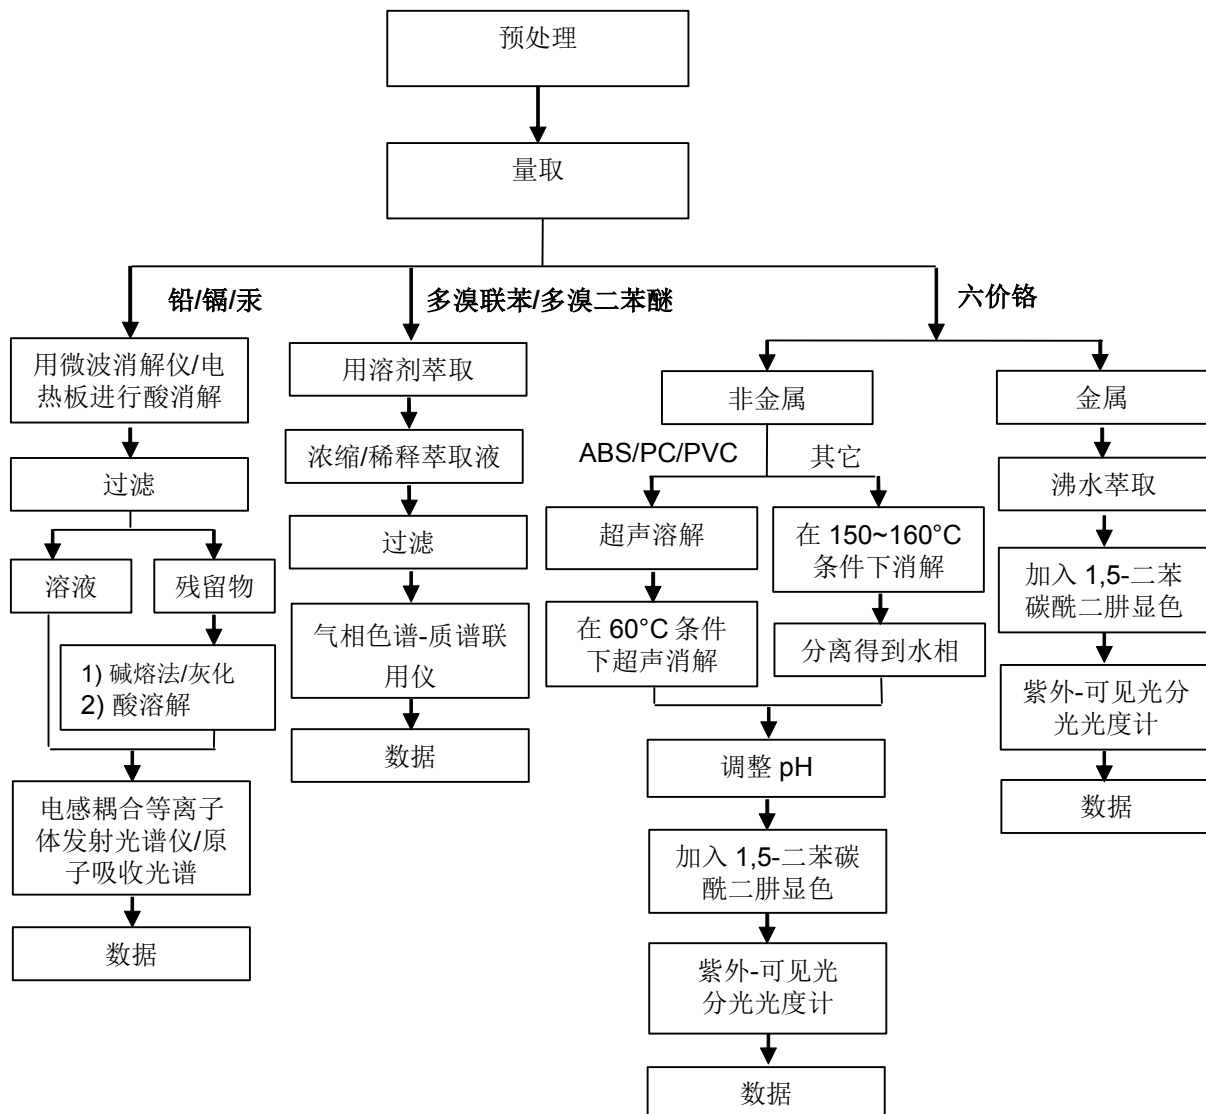 预处理
量取
铅/镉/汞
多溴联苯/多溴二苯醚
六价铬
用微波消解仪/电
热板进行酸消解
过滤
溶液
残留物
1) 碱熔法/灰化
2) 酸溶解
电感耦合等离子
体发射光谱仪/原
子吸收光谱
数据
用溶剂萃取
浓缩/稀释萃取液
过滤
气相色谱-质谱联
用仪
数据
非金属
ABS/PC/PVC
其它
超声溶解
在 60°C 条件
下超声消解
在 150~160°C
条件下消解
分离得到水相
调整 pH
加入 1,5-二苯碳
酰二肼显色
紫外-可见光
分光光度计
数据
金属
沸水萃取
加入 1,5-二苯
碳酰二肼显色
紫外-可见光分
光光度计
数据